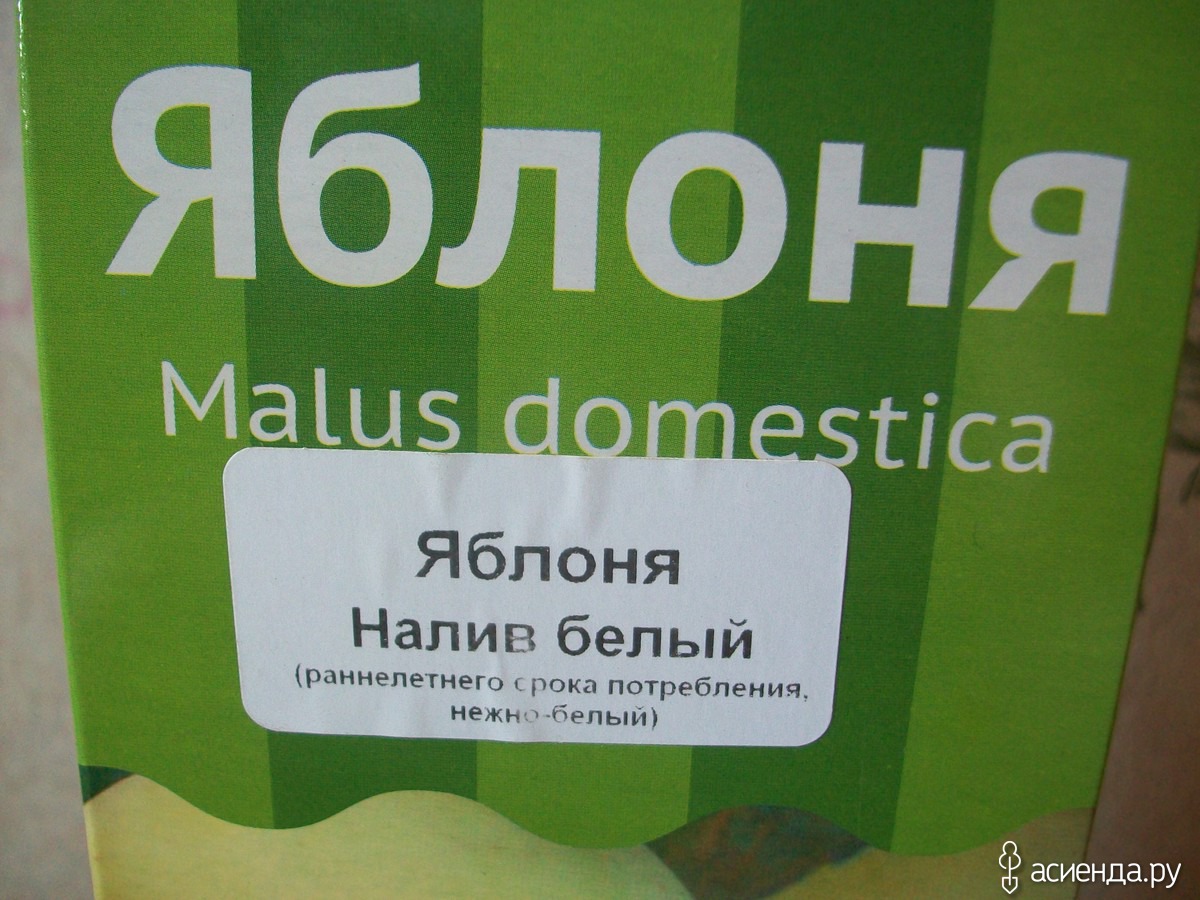 Яблоня
Malus domestica
Яблоня
Налив белый
(раннелетнего срока потребления,
нежно-белый)
асиенда.ру